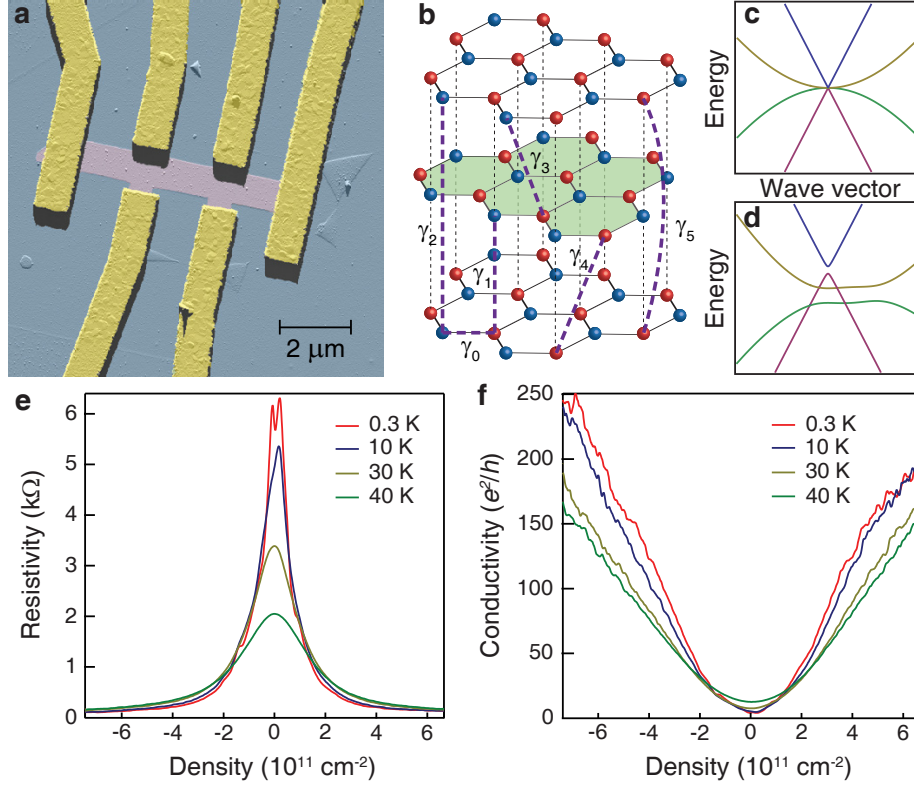 a
2 μm
b
γ3
γ2
γ1
γ4
γ5
γ0
c
Energy
Wave vector
d
Energy
e
Resistivity (kΩ)
6
5
4
3
2
1
0
0.3 K
10 K
30 K
40 K
-6
-4
-2
0
2
4
6
Density (10¹¹ cm⁻²)
f
Conductivity (e²/h)
250
200
150
100
50
0
0.3 K
10 K
30 K
40 K
-6
-4
-2
0
2
4
6
Density (10¹¹ cm⁻²)